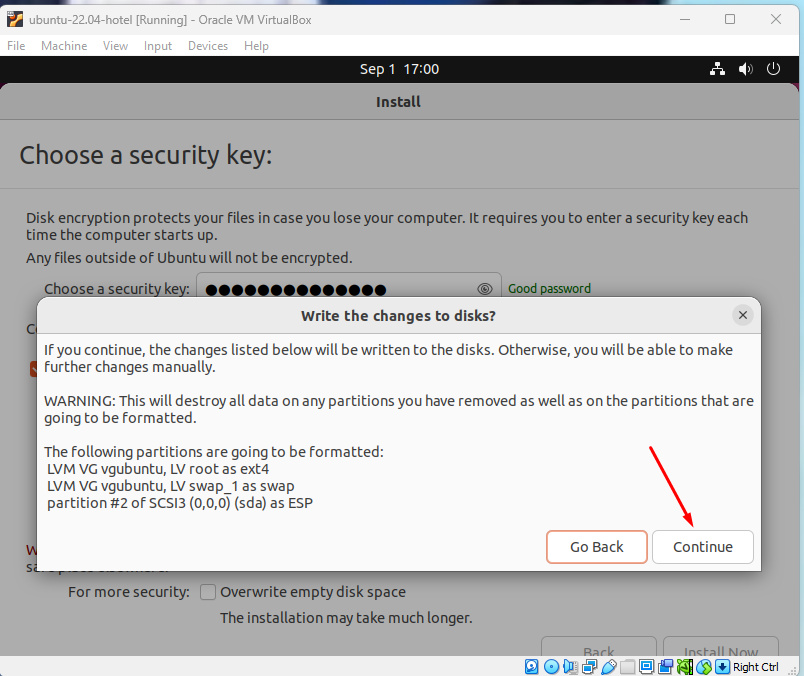 ubuntu-22.04-hotel [Running] - Oracle VM VirtualBox
File Machine View Input Devices Help
Sep 1 17:00
Install
Choose a security key:
Disk encryption protects your files in case you lose your computer. It requires you to enter a security key each
time the computer starts up.
Any files outside of Ubuntu will not be encrypted.
Choose a security key: ●●●●●●●●●●●●●● Good password
Write the changes to disks?
If you continue, the changes listed below will be written to the disks. Otherwise, you will be able to make
further changes manually.
WARNING: This will destroy all data on any partitions you have removed as well as on the partitions that are
going to be formatted.
The following partitions are going to be formatted:
LVM VG vgubuntu, LV root as ext4
LVM VG vgubuntu, LV swap_1 as swap
partition #2 of SCSI3 (0,0,0) (sda) as ESP
Go Back Continue
For more security: Overwrite empty disk space
The installation may take much longer.
Back Install Now
Right Ctrl